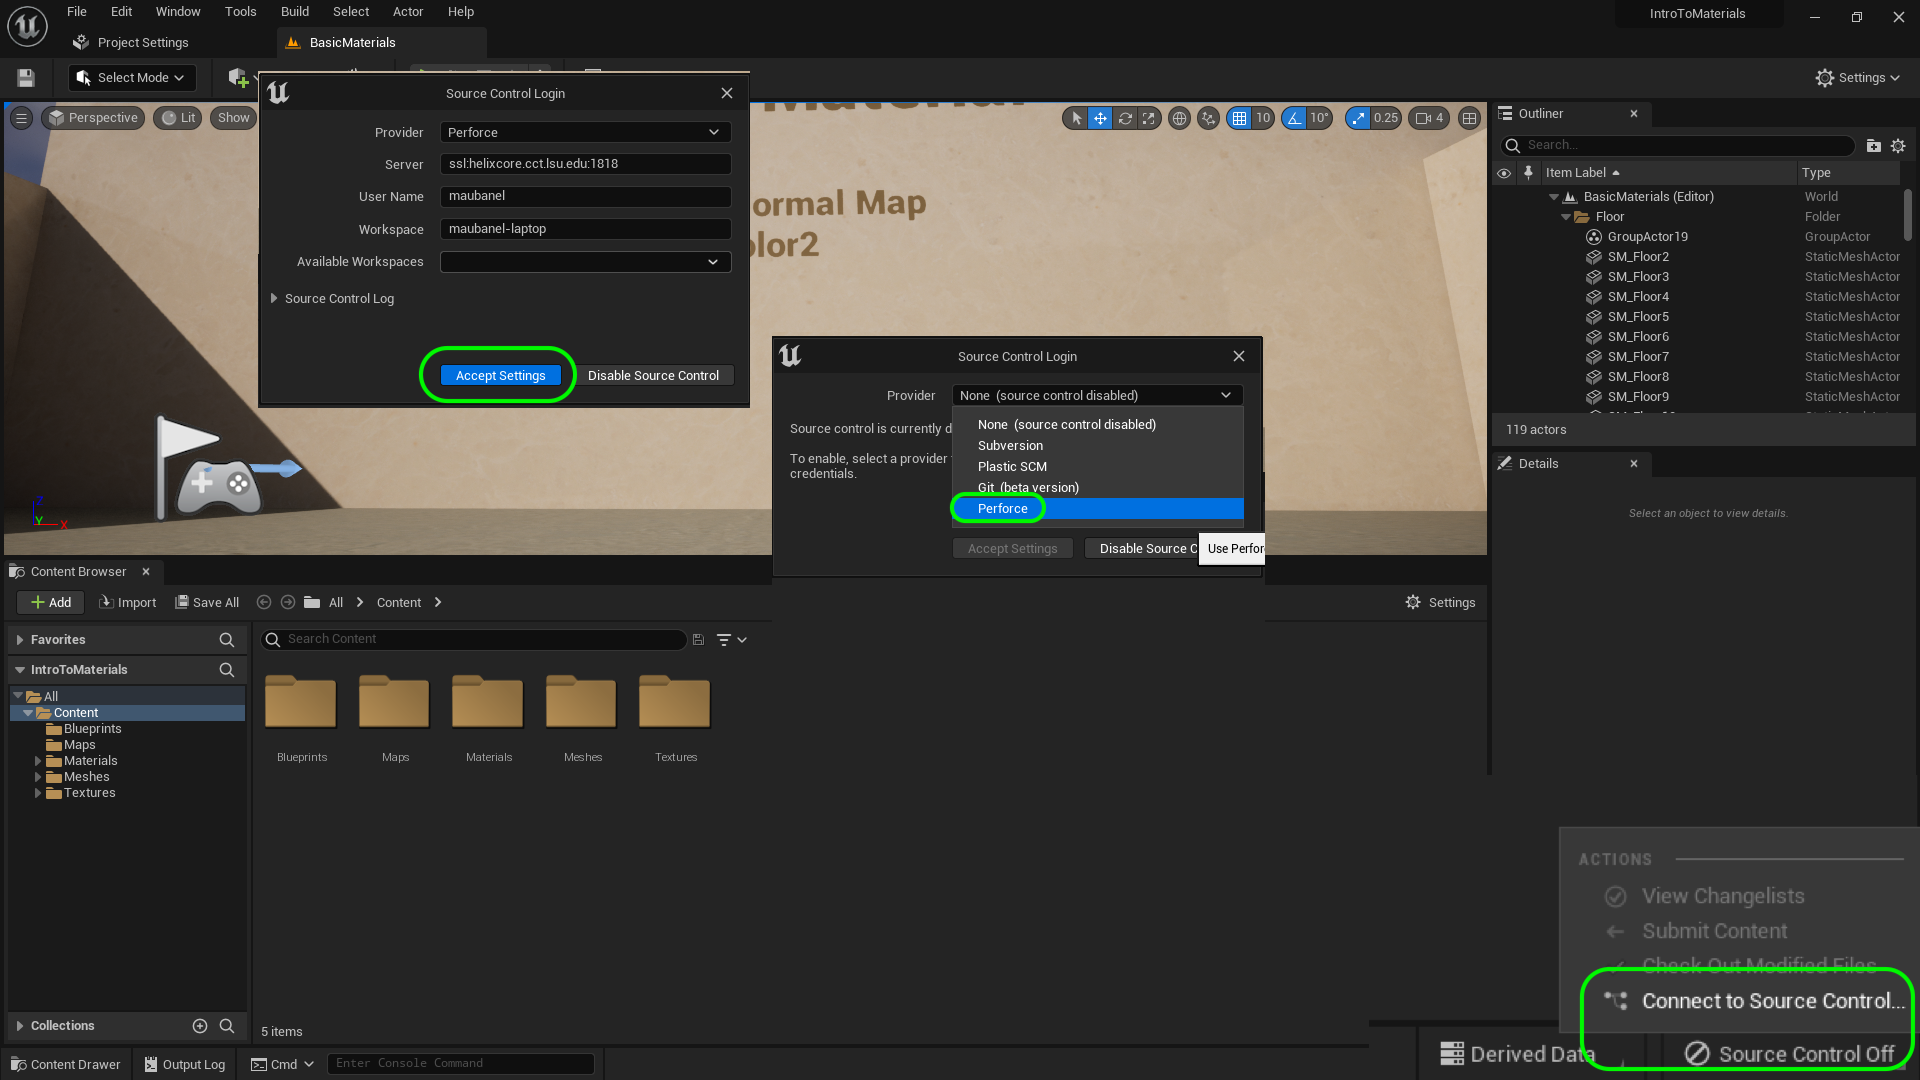 File Edit Window Tools Build Select Actor Help
IntroToMaterials
Project Settings
BasicMaterials
Select Mode
Settings
Perspective
Lit
Show
Source Control Login
Provider
Perforce
Server
ssl:helixcore.cct.lsu.edu:1818
User Name
maubanel
Workspace
maubanel-laptop
Available Workspaces
Source Control Log
Accept Settings
Disable Source Control
10
10°
0.25
4
ormal Map
olor2
Source Control Login
Provider
None (source control disabled)
Source control is currently d
To enable, select a provider
credentials.
None (source control disabled)
Subversion
Plastic SCM
Git (beta version)
Perforce
Accept Settings
Disable Source C
Use Perfor
Outliner
Search...
Item Label
Type
BasicMaterials (Editor) World
Floor Folder
GroupActor19 GroupActor
SM_Floor2 StaticMeshActor
SM_Floor3 StaticMeshActor
SM_Floor4 StaticMeshActor
SM_Floor5 StaticMeshActor
SM_Floor6 StaticMeshActor
SM_Floor7 StaticMeshActor
SM_Floor8 StaticMeshActor
SM_Floor9 StaticMeshActor
119 actors
Details
Select an object to view details.
Z
Y
X
Content Browser
Add
Import
Save All
All
Content
Settings
Favorites
Search Content
IntroToMaterials
All
Content
Blueprints
Maps
Materials
Meshes
Textures
Blueprints
Maps
Materials
Meshes
Textures
Collections
5 items
ACTIONS
View Changelists
Submit Content
Check Out Modified Files
Connect to Source Control...
Content Drawer
Output Log
Cmd
Enter Console Command
Derived Data
Source Control Off